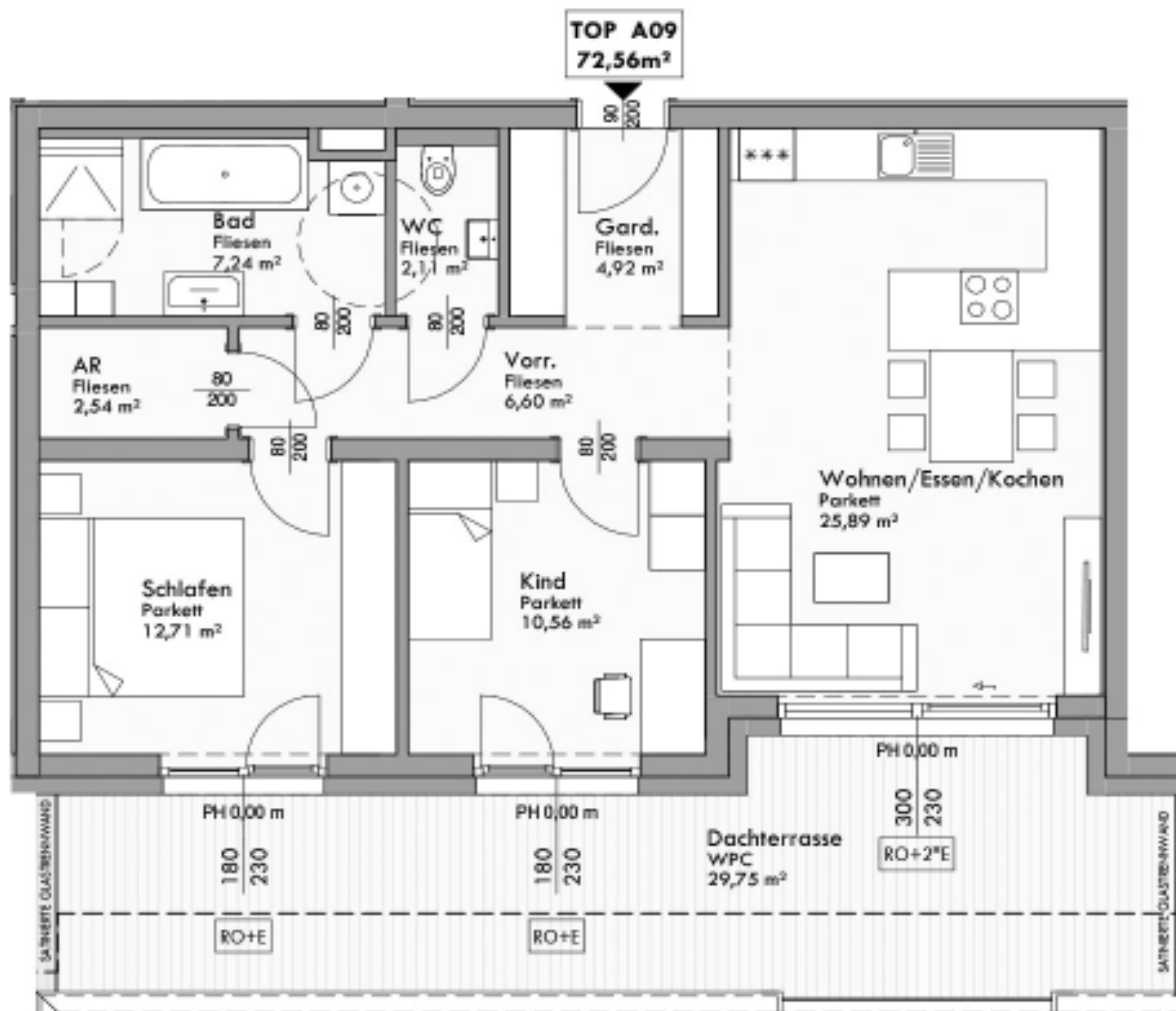 TOP A09
72,56m²
90
200
Bad
Fliesen
7,24 m²
WC
Fliesen
2,11 m²
Gard.
Fliesen
4,92 m²
***
80
200
80
200
AR
Fliesen
2,54 m²
80
200
Vorr.
Fliesen
6,60 m²
80
200
80
200
Wohnen/Essen/Kochen
Parkett
25,89 m²
Schlafen
Parkett
12,71 m²
Kind
Parkett
10,56 m²
PH 0,00 m
PH 0,00 m
PH 0,00 m
180
230
180
230
300
230
Dachterrasse
WPC
29,75 m²
RO+E
RO+E
RO+2*E
SATINIERTE GLASTRENNWAND
SATINIERTE GLASTRENNWAND